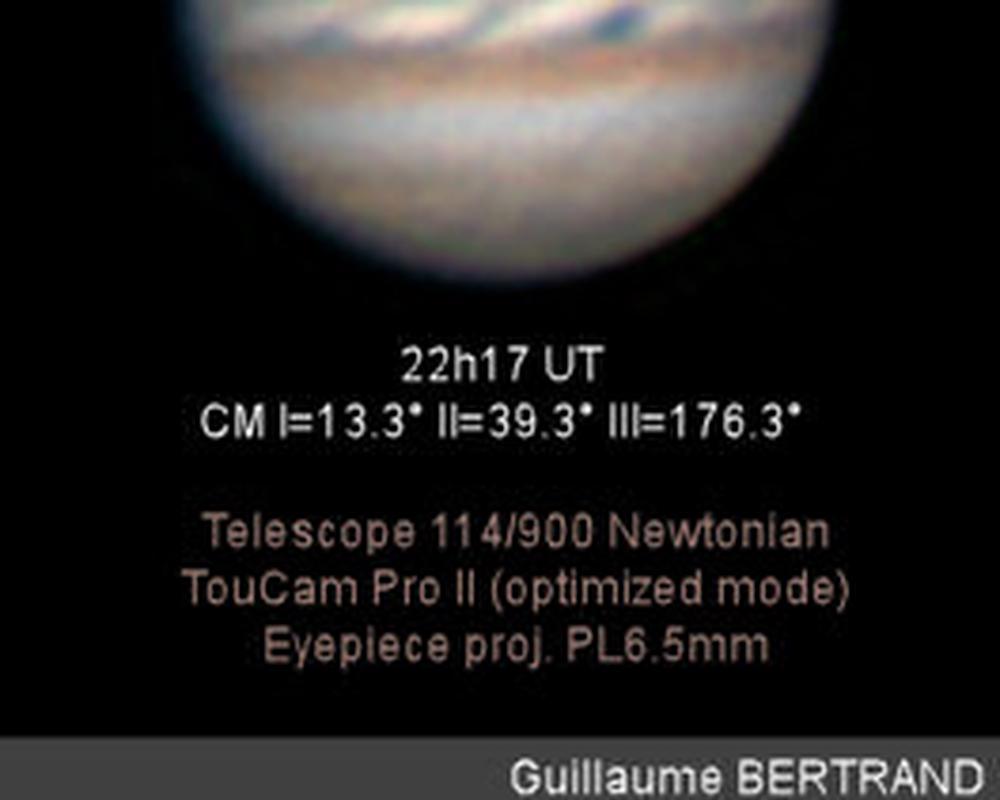 22h17 UT
CM I=13.3° II=39.3° III=176.3°
Telescope 114/900 Newtonian
TouCam Pro II (optimized mode)
Eyepiece proj. PL6.5mm
Guillaume BERTRAND